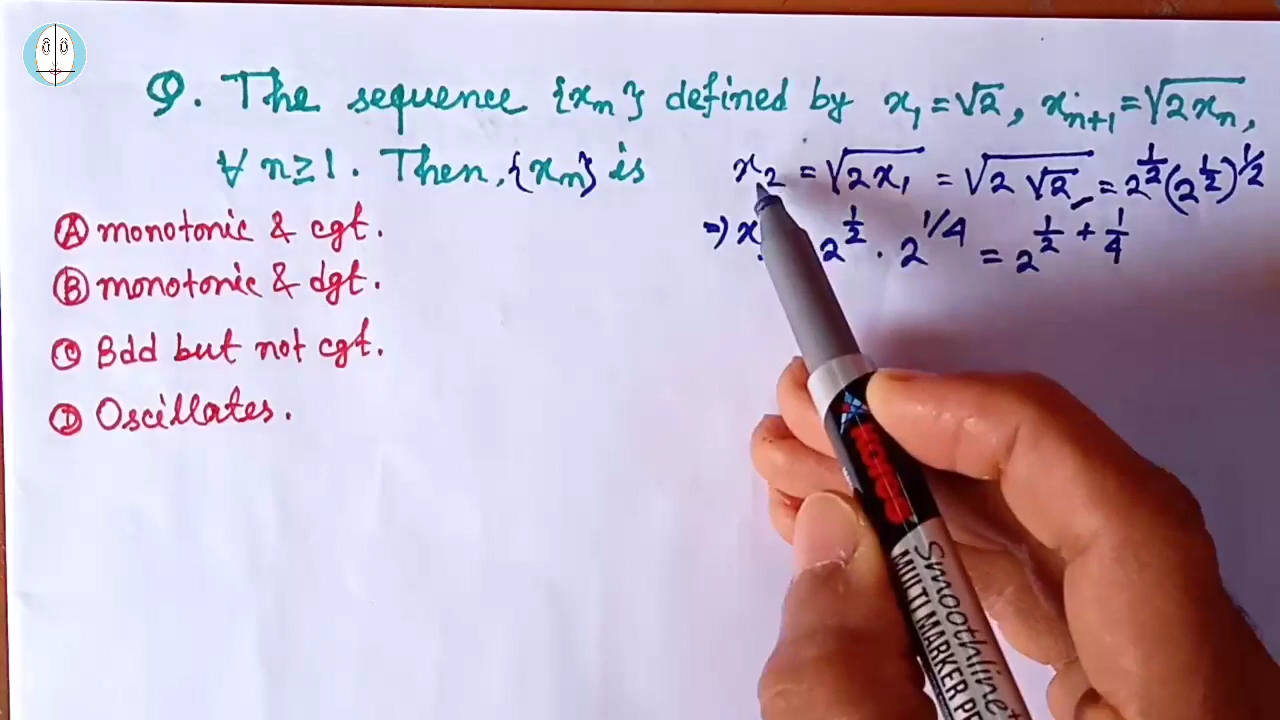 Q. The sequence {xₙ} defined by x₁ = √2, xₙ₊₁ = √(2xₙ),
∀ n ≥ 1. Then, {xₙ} is
x₂ = √(2x₁) = √(2√2) = 2^(1/2) (2^(1/2))^(1/2)
⇒ x 2^(1/2) · 2^(1/4) = 2^(1/2 + 1/4)
Ⓐ monotonic & cgt.
Ⓑ monotonic & dgt.
Ⓒ Bdd but not cgt.
Ⓓ Oscillates.
Smoothline
MULTI MARKER